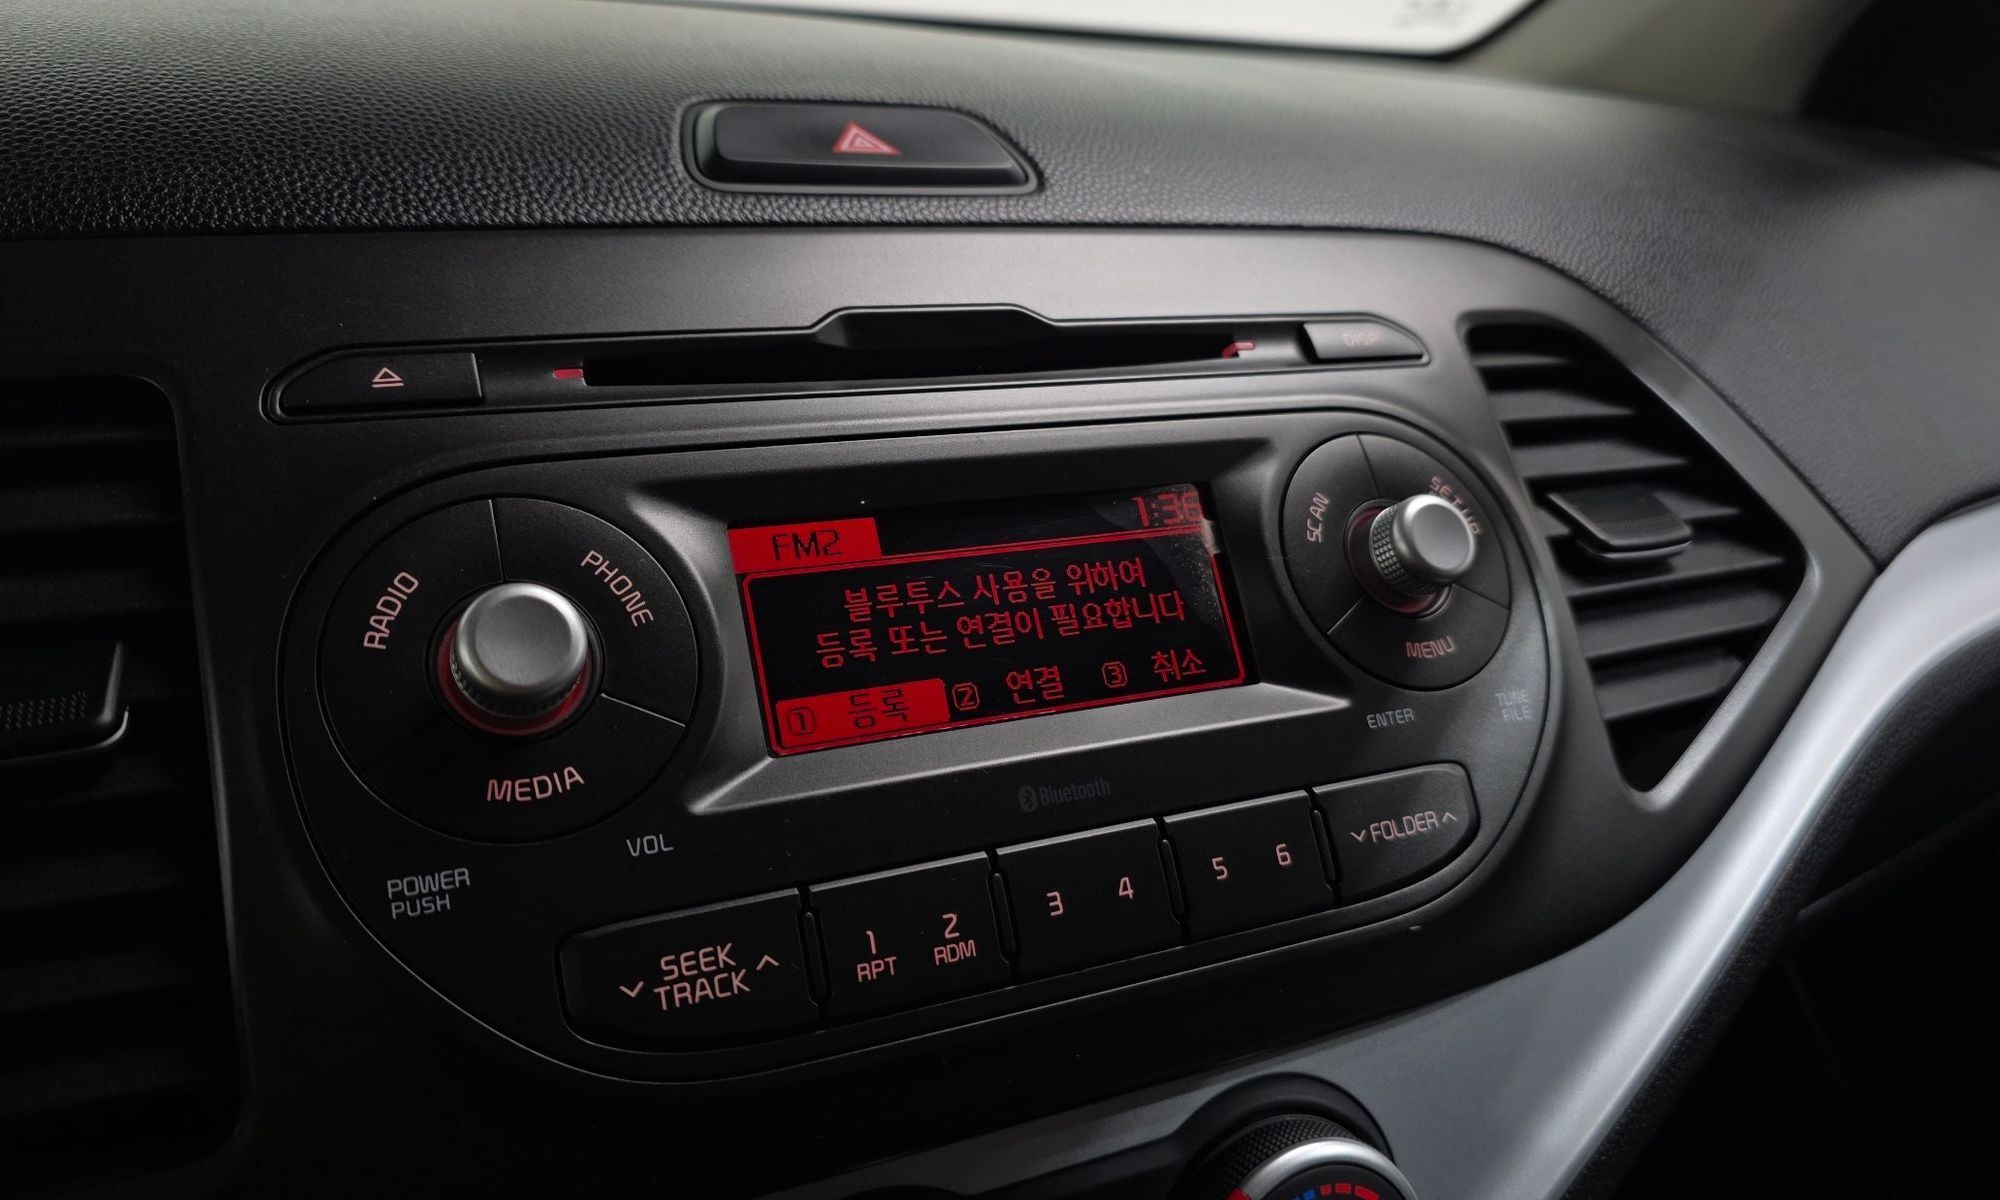 DISP
FM2
1:36
블루투스 사용을 위하여
등록 또는 연결이 필요합니다
1 등록 2 연결 3 취소
RADIO
PHONE
MEDIA
SCAN
SETUP
MENU
ENTER
TUNE
FILE
Bluetooth
VOL
POWER
PUSH
SEEK
TRACK
1
RPT
2
RDM
3 4
5 6
FOLDER